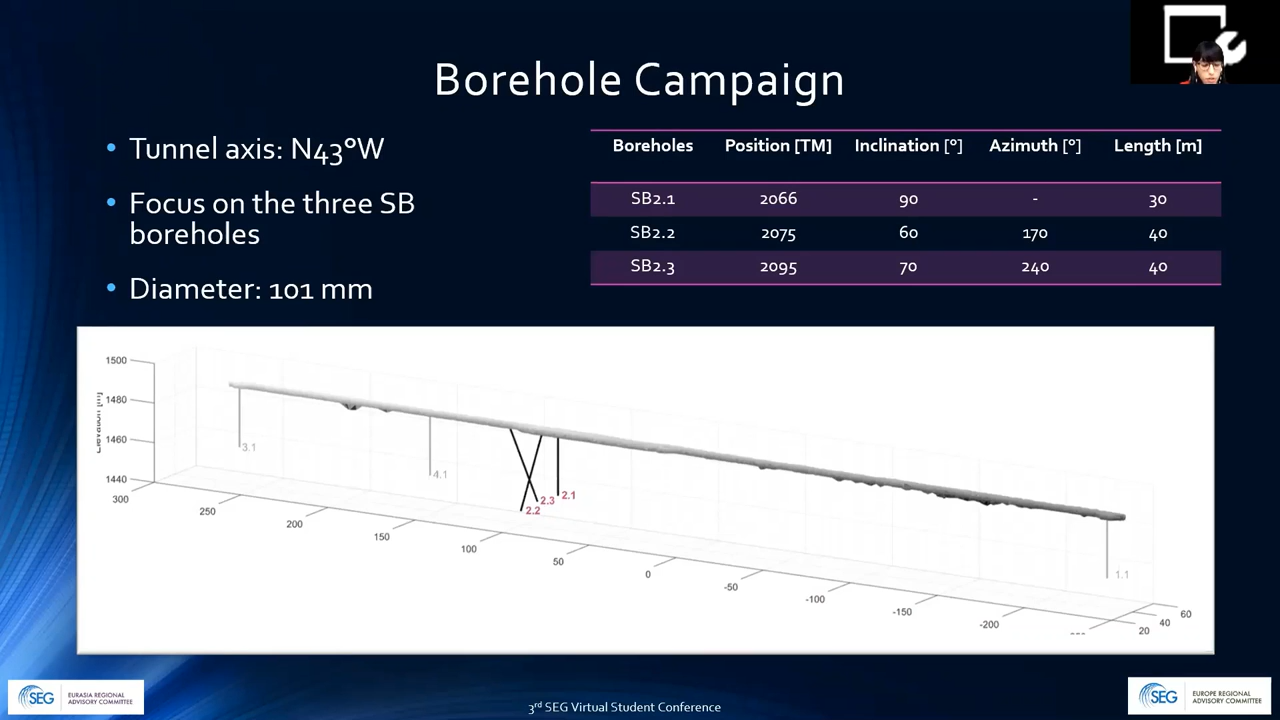 Borehole Campaign
• Tunnel axis: N43°W
• Focus on the three SB
boreholes
• Diameter: 101 mm
Boreholes Position [TM] Inclination [°] Azimuth [°] Length [m]
SB2.1 2066 90 - 30
SB2.2 2075 60 170 40
SB2.3 2095 70 240 40
1500
1480
1460
1440
300
250
200
150
100
50
0
-50
-100
-150
-200
20
40
60
3.1
4.1
2.3
2.1
2.2
1.1
SEG EURASIA REGIONAL
ADVISORY COMMITTEE
3rd SEG Virtual Student Conference
SEG EUROPE REGIONAL
ADVISORY COMMITTEE